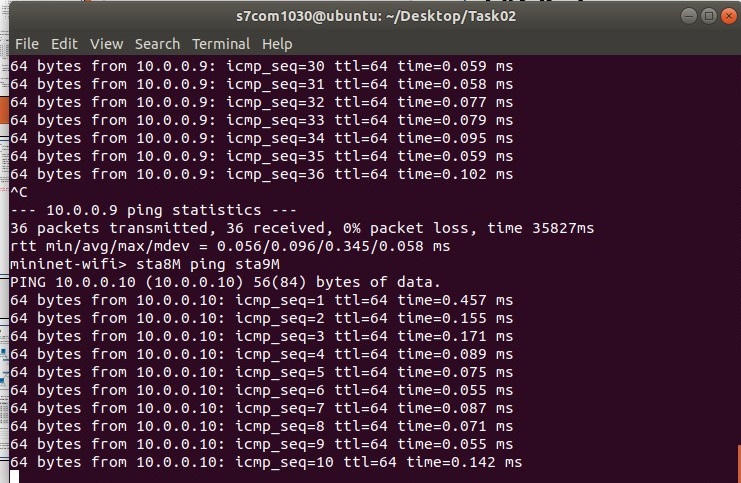 s7com1030@ubuntu: ~/Desktop/Task02
File Edit View Search Terminal Help
64 bytes from 10.0.0.9: icmp_seq=30 ttl=64 time=0.059 ms
64 bytes from 10.0.0.9: icmp_seq=31 ttl=64 time=0.058 ms
64 bytes from 10.0.0.9: icmp_seq=32 ttl=64 time=0.077 ms
64 bytes from 10.0.0.9: icmp_seq=33 ttl=64 time=0.079 ms
64 bytes from 10.0.0.9: icmp_seq=34 ttl=64 time=0.095 ms
64 bytes from 10.0.0.9: icmp_seq=35 ttl=64 time=0.059 ms
64 bytes from 10.0.0.9: icmp_seq=36 ttl=64 time=0.102 ms
^C
--- 10.0.0.9 ping statistics ---
36 packets transmitted, 36 received, 0% packet loss, time 35827ms
rtt min/avg/max/mdev = 0.056/0.096/0.345/0.058 ms
mininet-wifi> sta8M ping sta9M
PING 10.0.0.10 (10.0.0.10) 56(84) bytes of data.
64 bytes from 10.0.0.10: icmp_seq=1 ttl=64 time=0.457 ms
64 bytes from 10.0.0.10: icmp_seq=2 ttl=64 time=0.155 ms
64 bytes from 10.0.0.10: icmp_seq=3 ttl=64 time=0.171 ms
64 bytes from 10.0.0.10: icmp_seq=4 ttl=64 time=0.089 ms
64 bytes from 10.0.0.10: icmp_seq=5 ttl=64 time=0.075 ms
64 bytes from 10.0.0.10: icmp_seq=6 ttl=64 time=0.055 ms
64 bytes from 10.0.0.10: icmp_seq=7 ttl=64 time=0.087 ms
64 bytes from 10.0.0.10: icmp_seq=8 ttl=64 time=0.071 ms
64 bytes from 10.0.0.10: icmp_seq=9 ttl=64 time=0.055 ms
64 bytes from 10.0.0.10: icmp_seq=10 ttl=64 time=0.142 ms